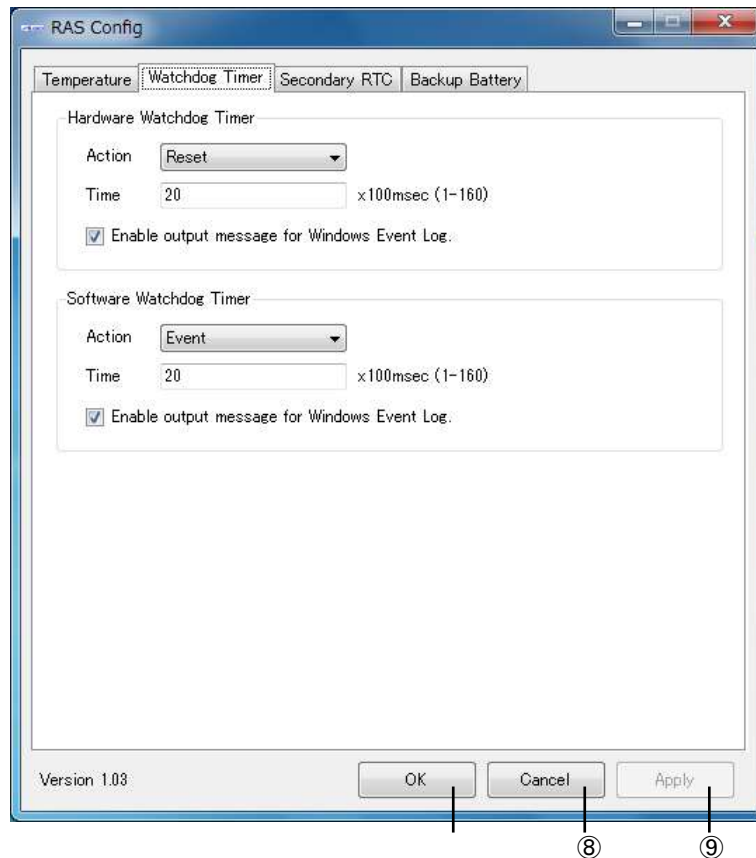 RAS Config
Temperature Watchdog Timer Secondary RTC Backup Battery
Hardware Watchdog Timer
Action Reset
Time 20 x100msec (1-160)
Enable output message for Windows Event Log.
Software Watchdog Timer
Action Event
Time 20 x100msec (1-160)
Enable output message for Windows Event Log.
Version 1.03 OK Cancel Apply
⑧ ⑨